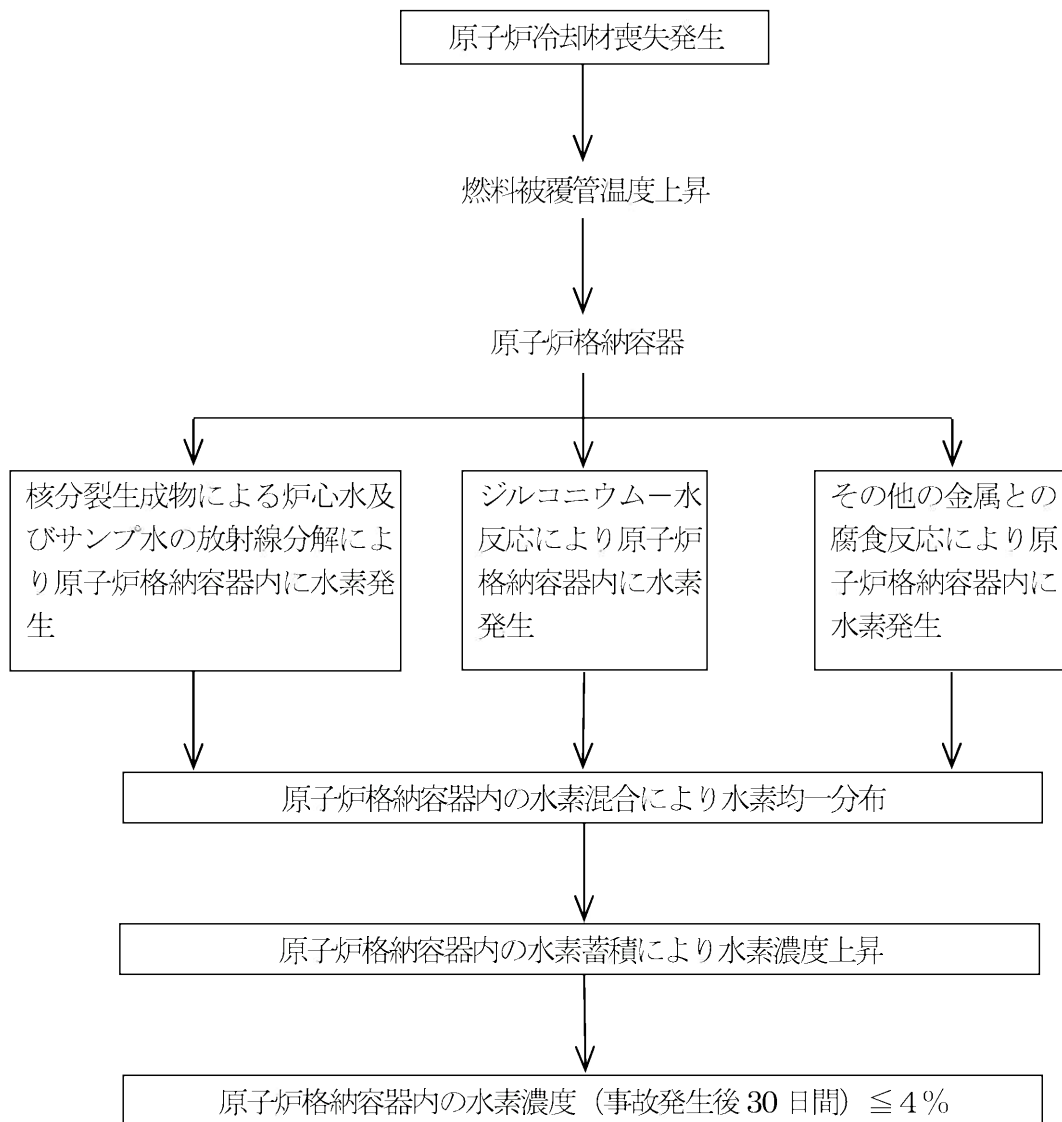 原子炉冷却材喪失発生
燃料被覆管温度上昇
原子炉格納容器
核分裂生成物による炉心水及
びサンプ水の放射線分解によ
り原子炉格納容器内に水素発
生
ジルコニウム－水
反応により原子炉
格納容器内に水素
発生
その他の金属との
腐食反応により原
子炉格納容器内に
水素発生
原子炉格納容器内の水素混合により水素均一分布
原子炉格納容器内の水素蓄積により水素濃度上昇
原子炉格納容器内の水素濃度（事故発生後 30 日間）≦４％